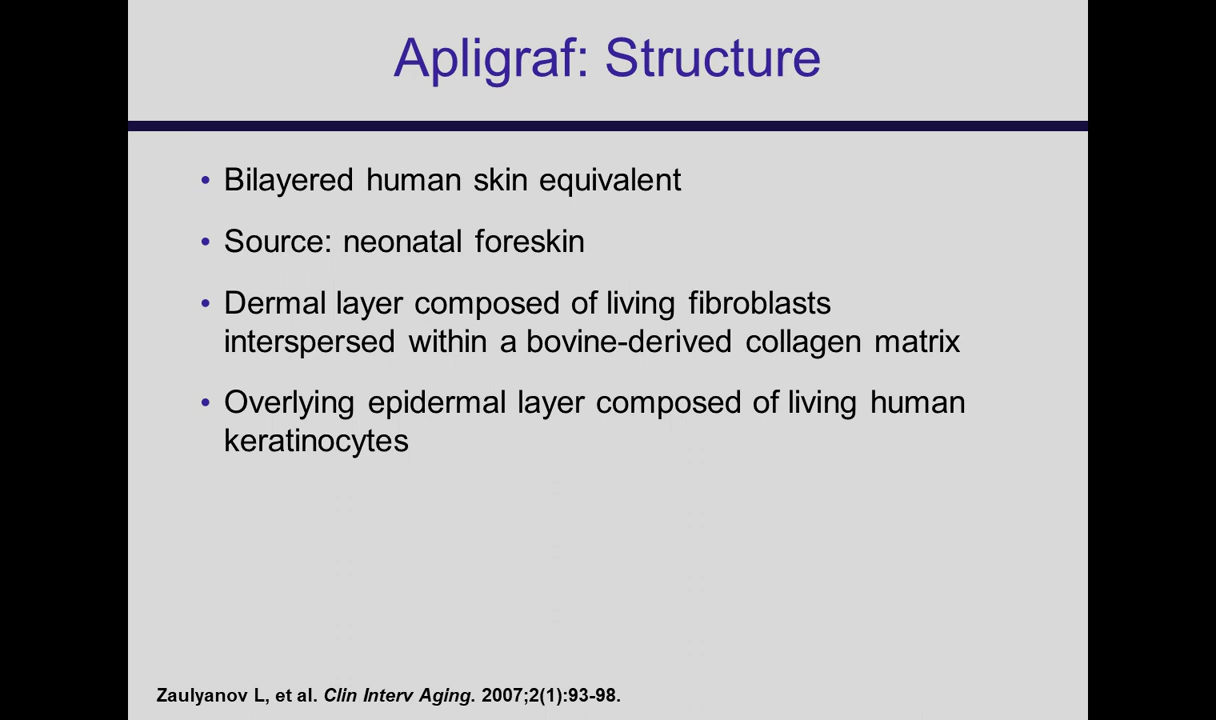 Apligraf: Structure
• Bilayered human skin equivalent
• Source: neonatal foreskin
• Dermal layer composed of living fibroblasts
interspersed within a bovine-derived collagen matrix
• Overlying epidermal layer composed of living human
keratinocytes
Zaulyanov L, et al. Clin Interv Aging. 2007;2(1):93-98.